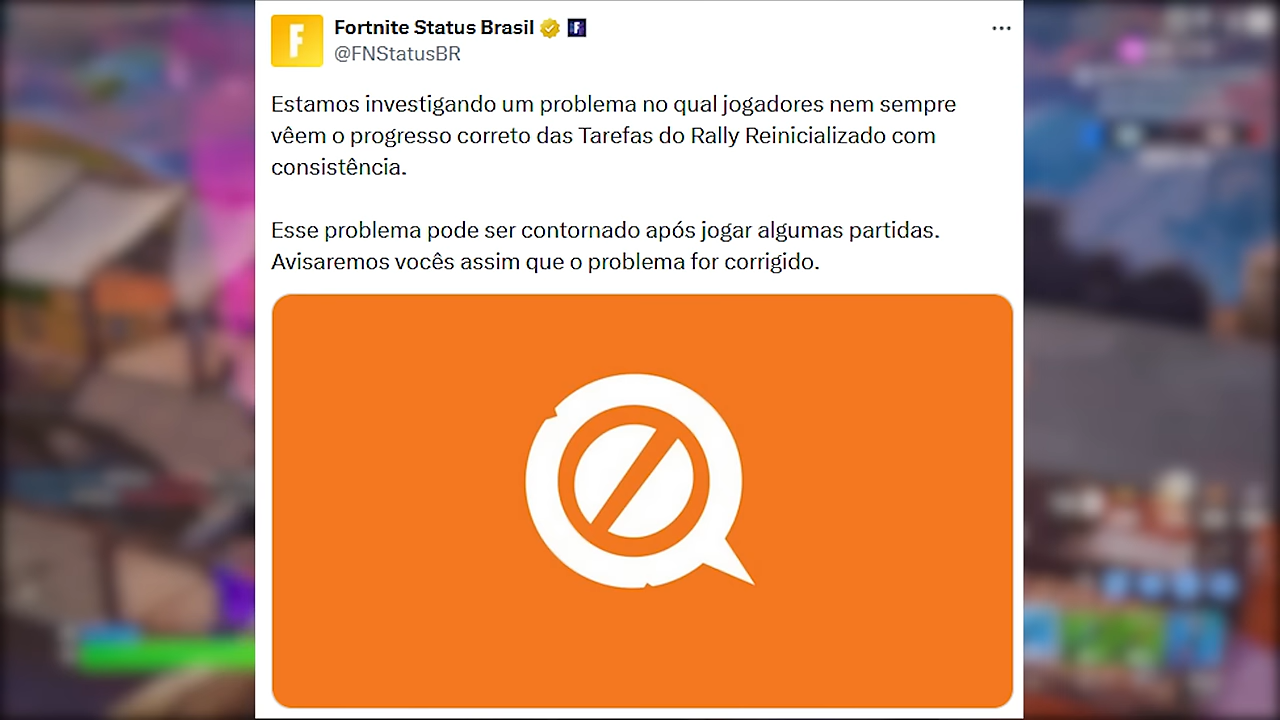 Fortnite Status Brasil
@FNStatusBR
Estamos investigando um problema no qual jogadores nem sempre
vêem o progresso correto das Tarefas do Rally Reinicializado com
consistência.
Esse problema pode ser contornado após jogar algumas partidas.
Avisaremos vocês assim que o problema for corrigido.